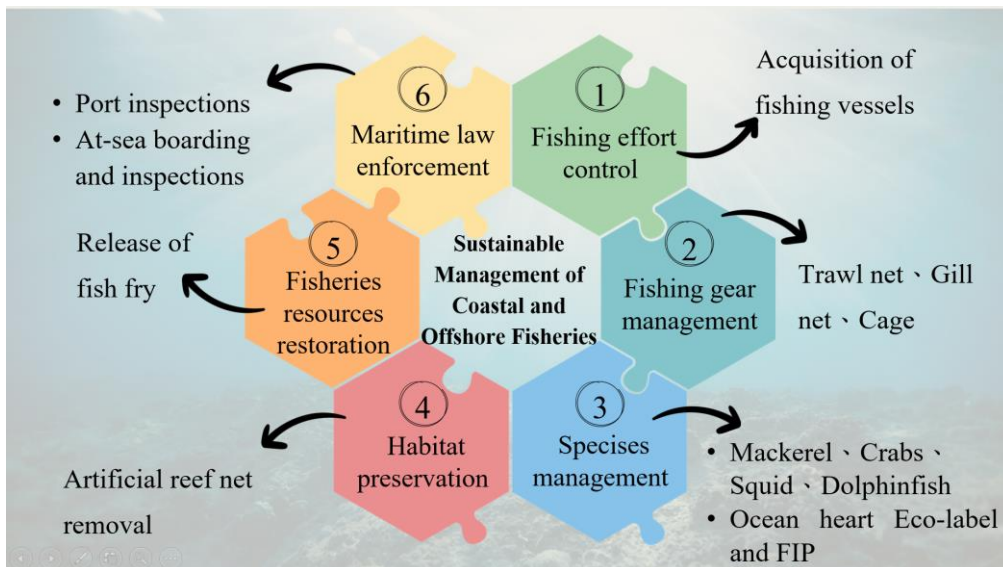 6
Maritime law
enforcement
• Port inspections
• At-sea boarding
and inspections
1
Fishing effort
control
Acquisition of
fishing vessels
5
Fisheries
resources
restoration
Release of
fish fry
Sustainable
Management of
Coastal and
Offshore Fisheries
2
Fishing gear
management
Trawl net、Gill
net、Cage
4
Habitat
preservation
Artificial reef net
removal
3
Specises
management
• Mackerel、Crabs、
Squid、Dolphinfish
• Ocean heart Eco-label
and FIP